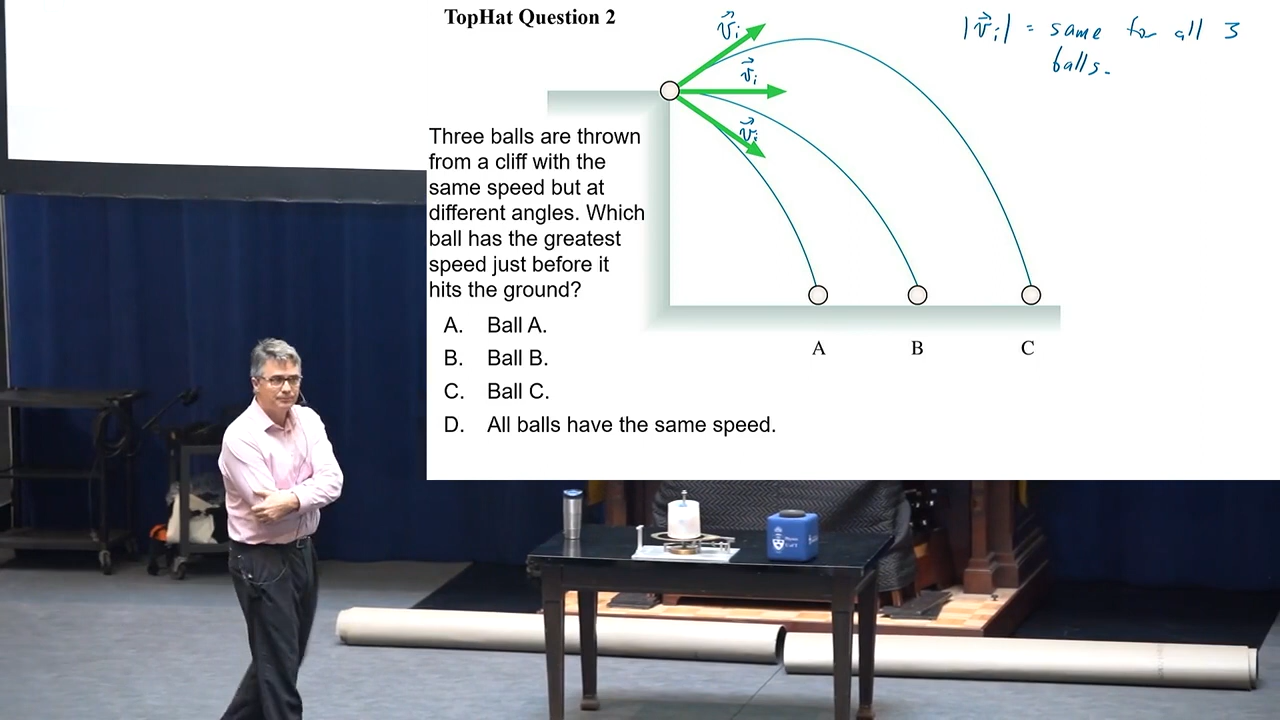 TopHat Question 2
|v⃗ᵢ| = same for all 3
balls.
v⃗ᵢ
v⃗ᵢ
v⃗ᵢ
Three balls are thrown
from a cliff with the
same speed but at
different angles. Which
ball has the greatest
speed just before it
hits the ground?
A. Ball A.
B. Ball B.
C. Ball C.
D. All balls have the same speed.
A B C
Physics